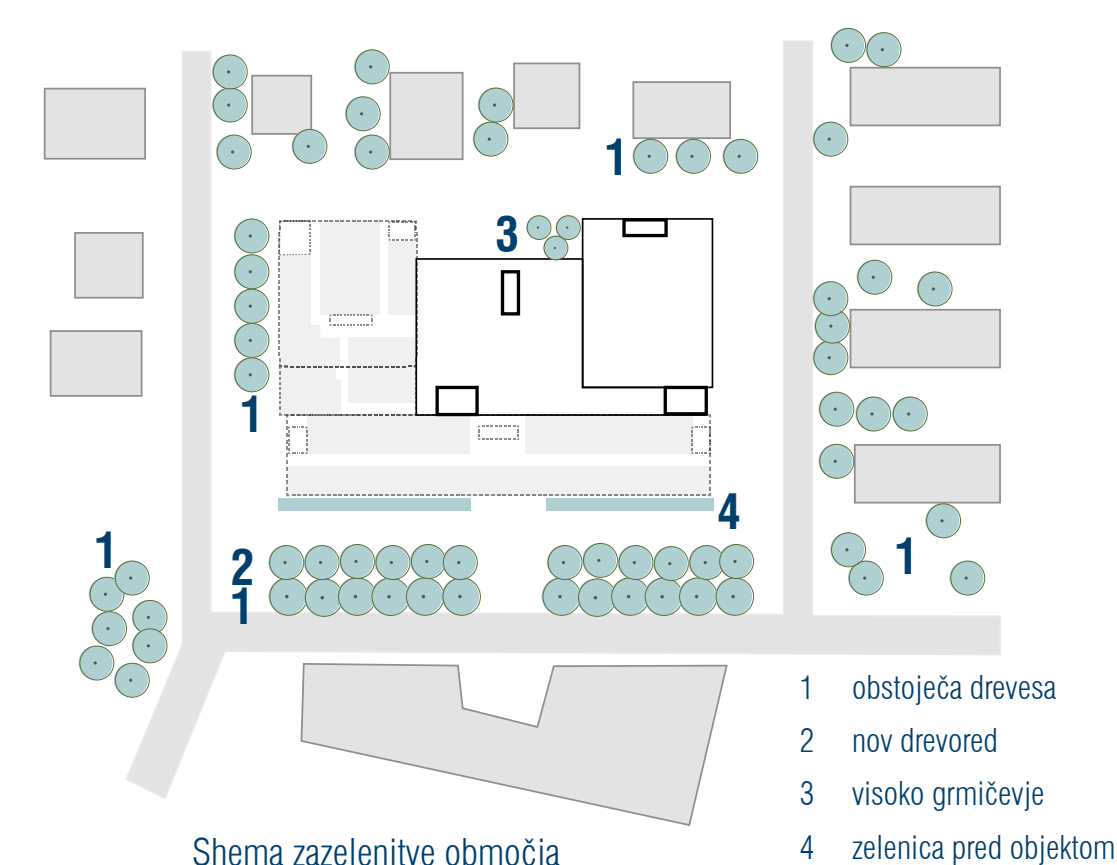 1
3
1
4
1
2
1
1
1 obstoječa drevesa
2 nov drevored
3 visoko grmičevje
4 zelenica pred objektom
Shema zazelenitve območja